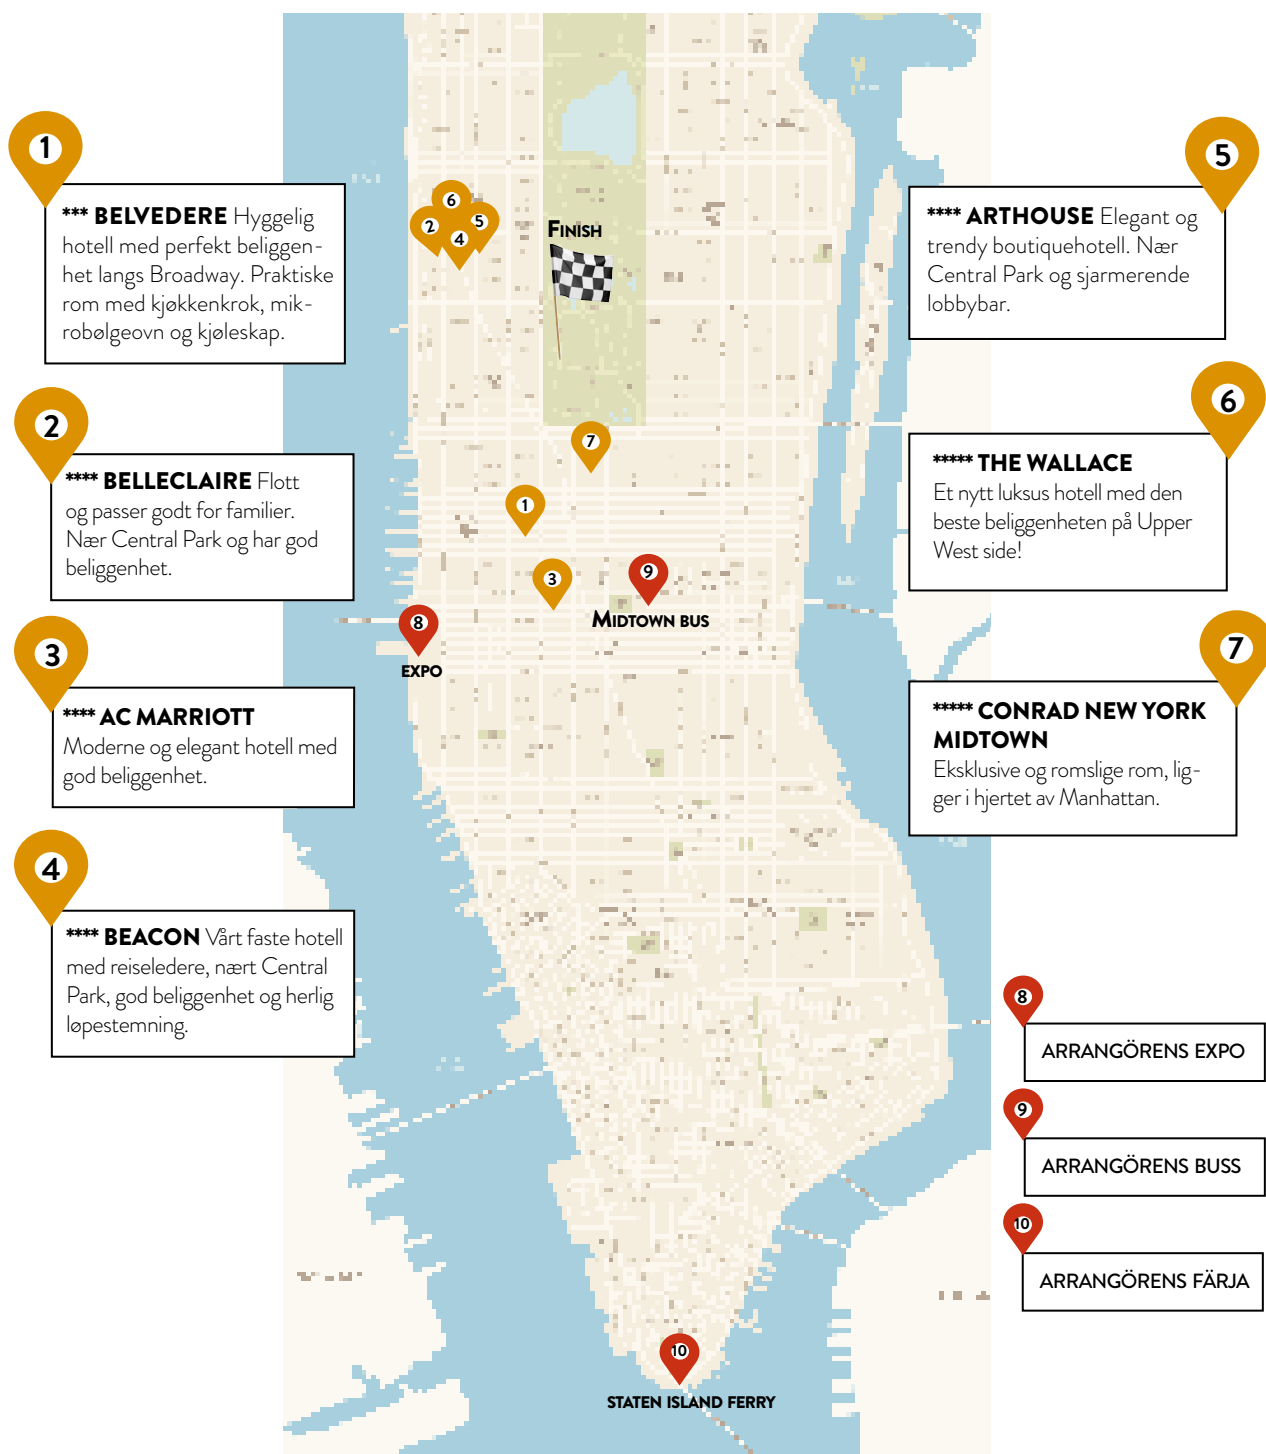 1
*** BELVEDERE Hyggelig
hotell med perfekt beliggen-
het langs Broadway. Praktiske
rom med kjøkkenkrok, mik-
robølgeovn og kjøleskap.
2
**** BELLECLAIRE Flott
og passer godt for familier.
Nær Central Park og har god
beliggenhet.
3
**** AC MARRIOTT
Moderne og elegant hotell med
god beliggenhet.
4
**** BEACON Vårt faste hotell
med reiseledere, nært Central
Park, god beliggenhet og herlig
løpestemning.
6
2
5
4
FINISH
7
1
3
9
MIDTOWN BUS
8
EXPO
10
STATEN ISLAND FERRY
5
**** ARTHOUSE Elegant og
trendy boutiquehotell. Nær
Central Park og sjarmerende
lobbybar.
6
***** THE WALLACE
Et nytt luksus hotell med den
beste beliggenheten på Upper
West side!
7
***** CONRAD NEW YORK
MIDTOWN
Eksklusive og romslige rom, lig-
ger i hjertet av Manhattan.
8
ARRANGÖRENS EXPO
9
ARRANGÖRENS BUSS
10
ARRANGÖRENS FÄRJA